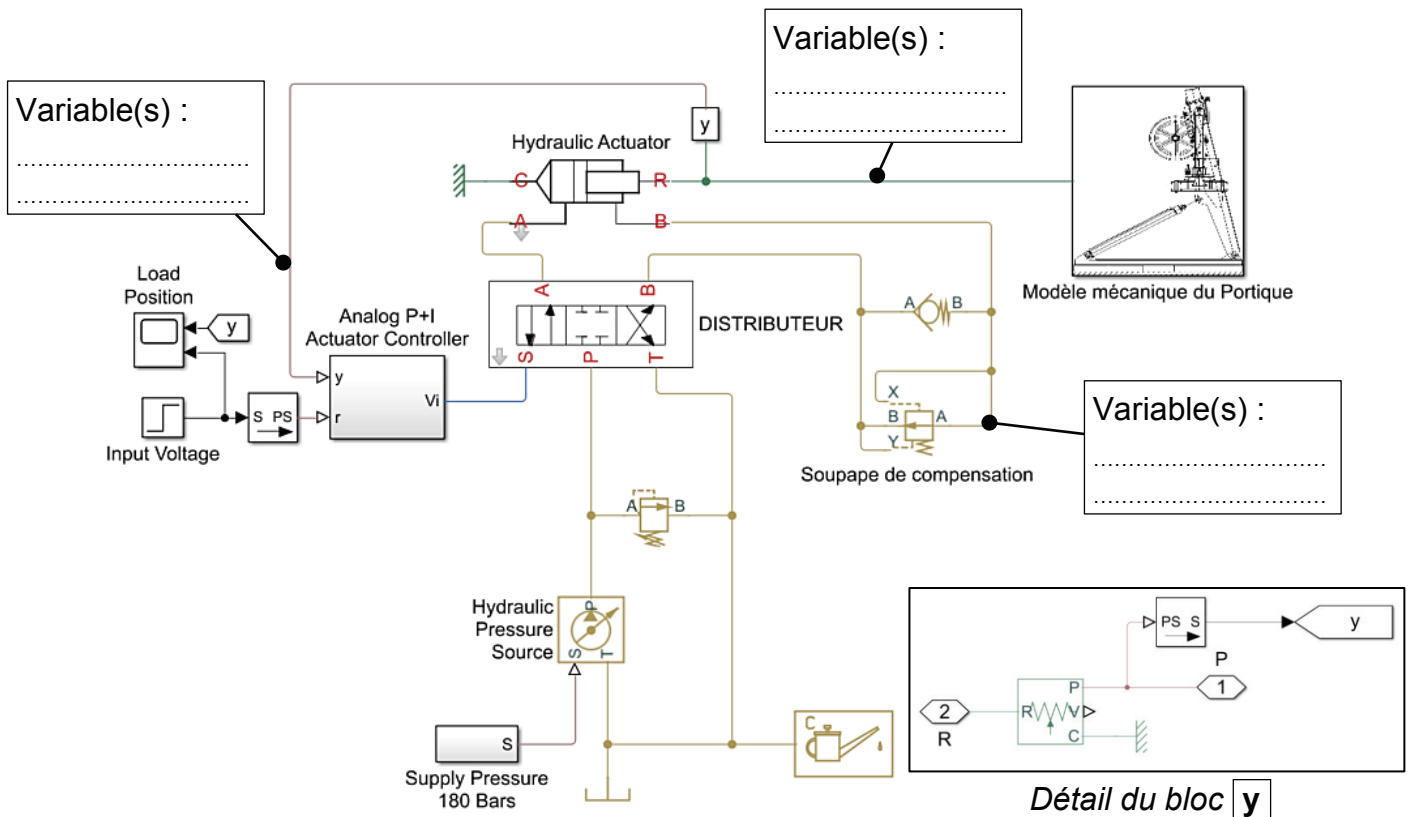 Variable(s) :
................................
................................
Variable(s) :
................................
................................
y
Hydraulic Actuator
C
R
A
B
Modèle mécanique du Portique
Load
Position
y
Analog P+I
Actuator Controller
y
r
Vi
S PS
Input Voltage
A
B
S
P
T
DISTRIBUTEUR
A
B
X
B
A
Y
Soupape de compensation
Variable(s) :
................................
................................
A
B
Hydraulic
Pressure
Source
P
S
T
S
Supply Pressure
180 Bars
C
PS S
y
P
1
2
R
R
P
V
C
Détail du bloc y